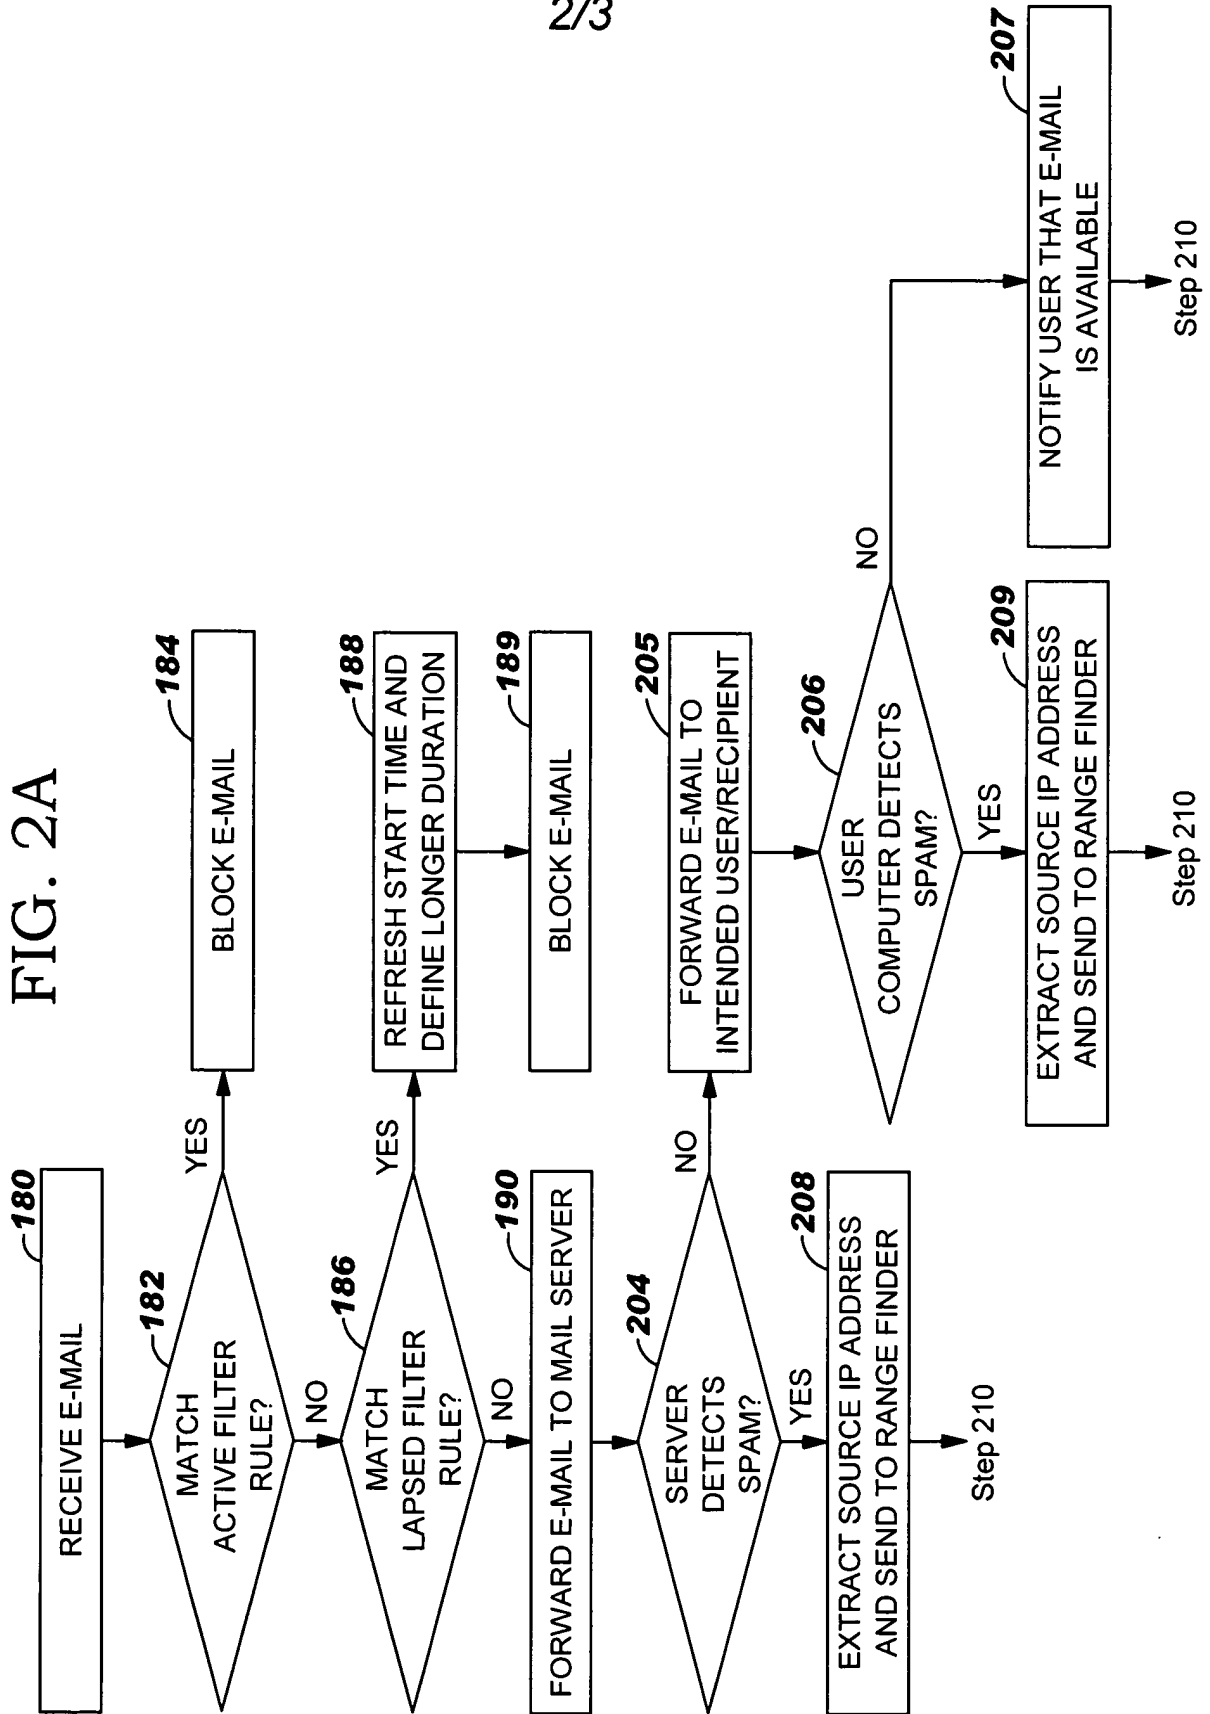 2/3
FIG. 2A
180
RECEIVE E-MAIL
182
MATCH
ACTIVE FILTER
RULE?
YES
184
BLOCK E-MAIL
NO
186
MATCH
LAPSED FILTER
RULE?
YES
188
REFRESH START TIME AND
DEFINE LONGER DURATION
189
BLOCK E-MAIL
NO
190
FORWARD E-MAIL TO MAIL SERVER
204
SERVER
DETECTS
SPAM?
NO
205
FORWARD E-MAIL TO
INTENDED USER/RECIPIENT
YES
208
EXTRACT SOURCE IP ADDRESS
AND SEND TO RANGE FINDER
Step 210
206
USER
COMPUTER DETECTS
SPAM?
NO
YES
209
EXTRACT SOURCE IP ADDRESS
AND SEND TO RANGE FINDER
Step 210
207
NOTIFY USER THAT E-MAIL
IS AVAILABLE
Step 210